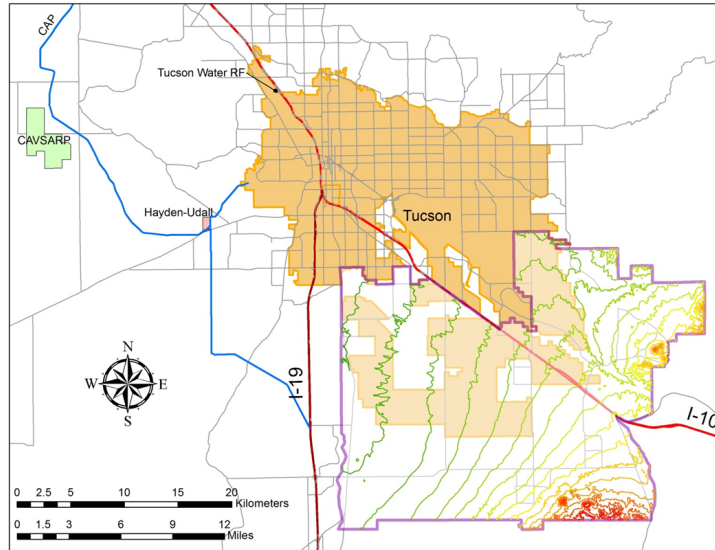 CAP
Tucson Water RF
CAVSARP
Hayden-Udall
Tucson
N
W E
S
I-19
I-10
0 2.5 5 10 15 20
Kilometers
0 1.5 3 6 9 12
Miles